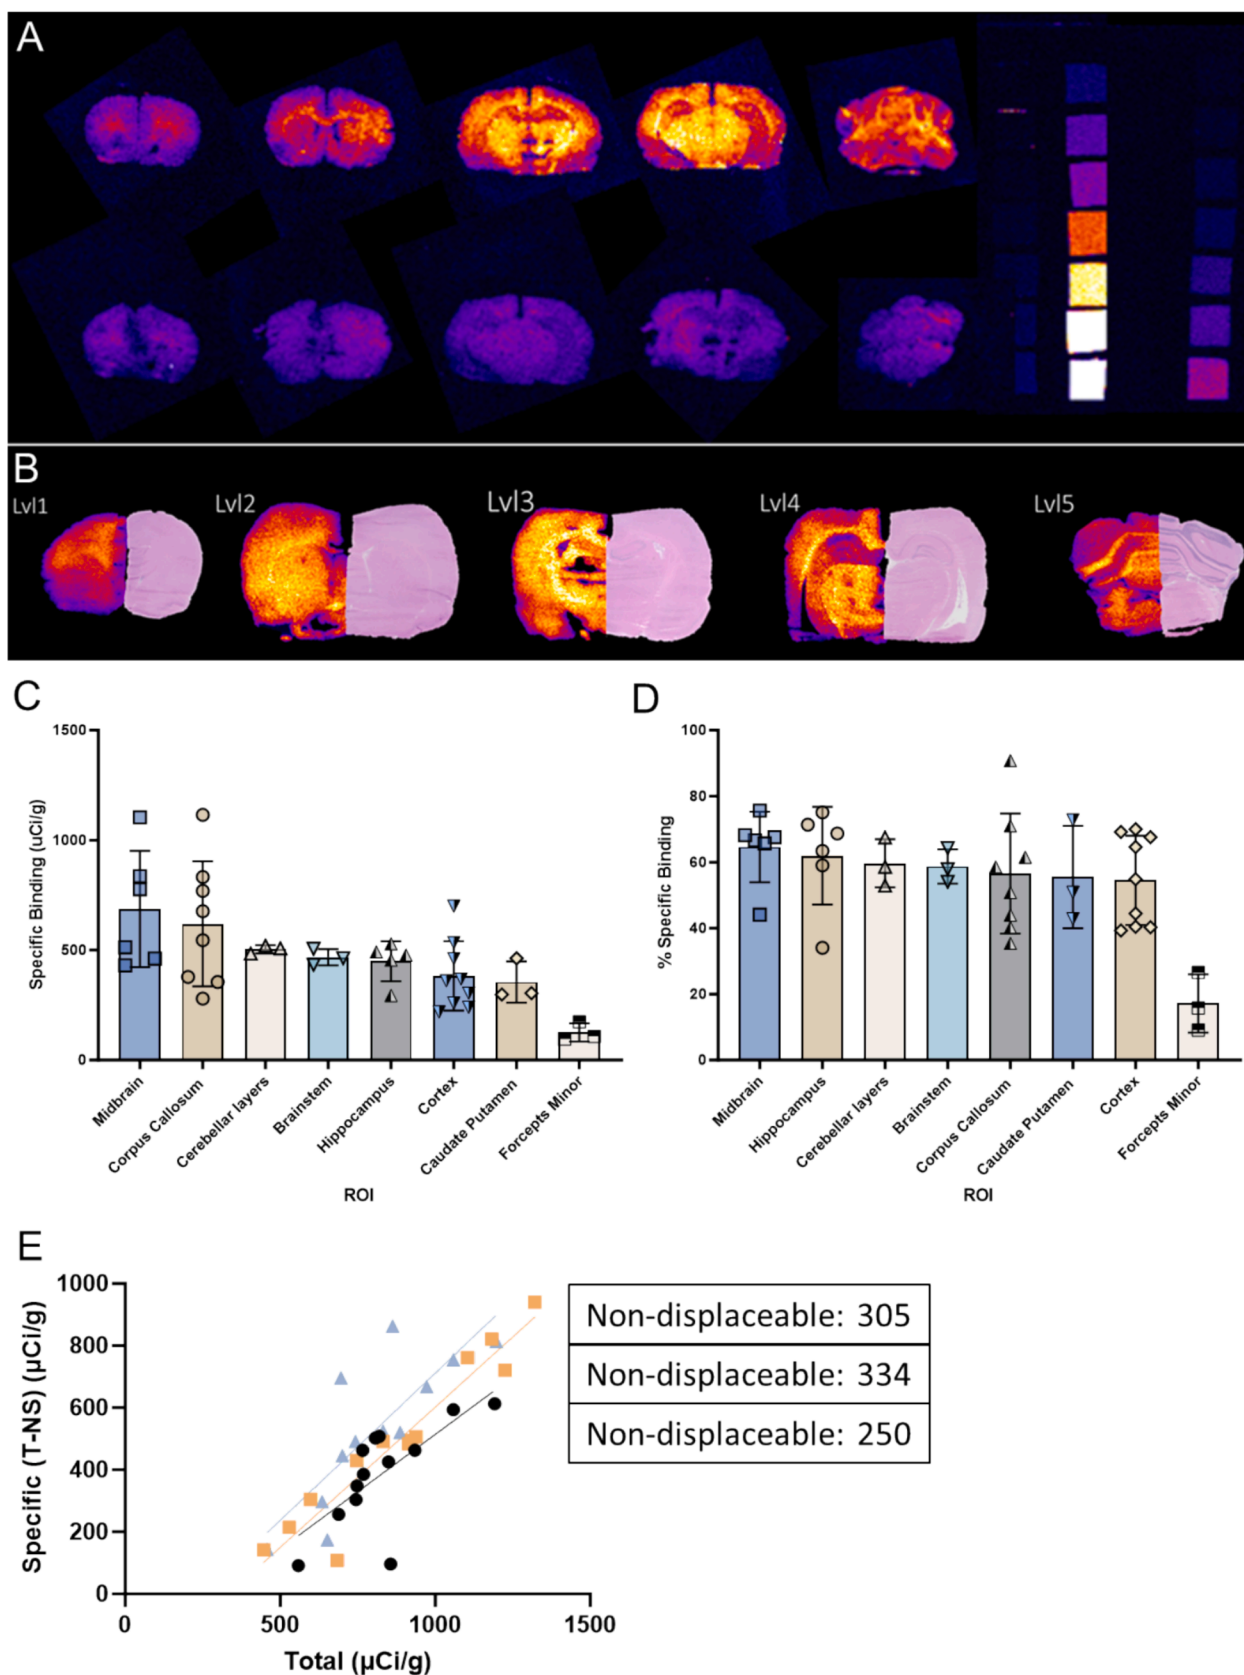 A
B
Lvl1
Lvl2
Lvl3
Lvl4
Lvl5
C
Specific Binding (uCi/g)
1500
1000
500
0
Midbrain
Corpus Callosum
Cerebellar layers
Brainstem
Hippocampus
Cortex
Caudate Putamen
Forcepts Minor
ROI
D
% Specific Binding
100
80
60
40
20
0
Midbrain
Hippocampus
Cerebellar layers
Brainstem
Corpus Callosum
Caudate Putamen
Cortex
Forcepts Minor
ROI
E
Specific (T-NS) (µCi/g)
1000
800
600
400
200
0
0
500
1000
1500
Total (µCi/g)
Non-displaceable: 305
Non-displaceable: 334
Non-displaceable: 250